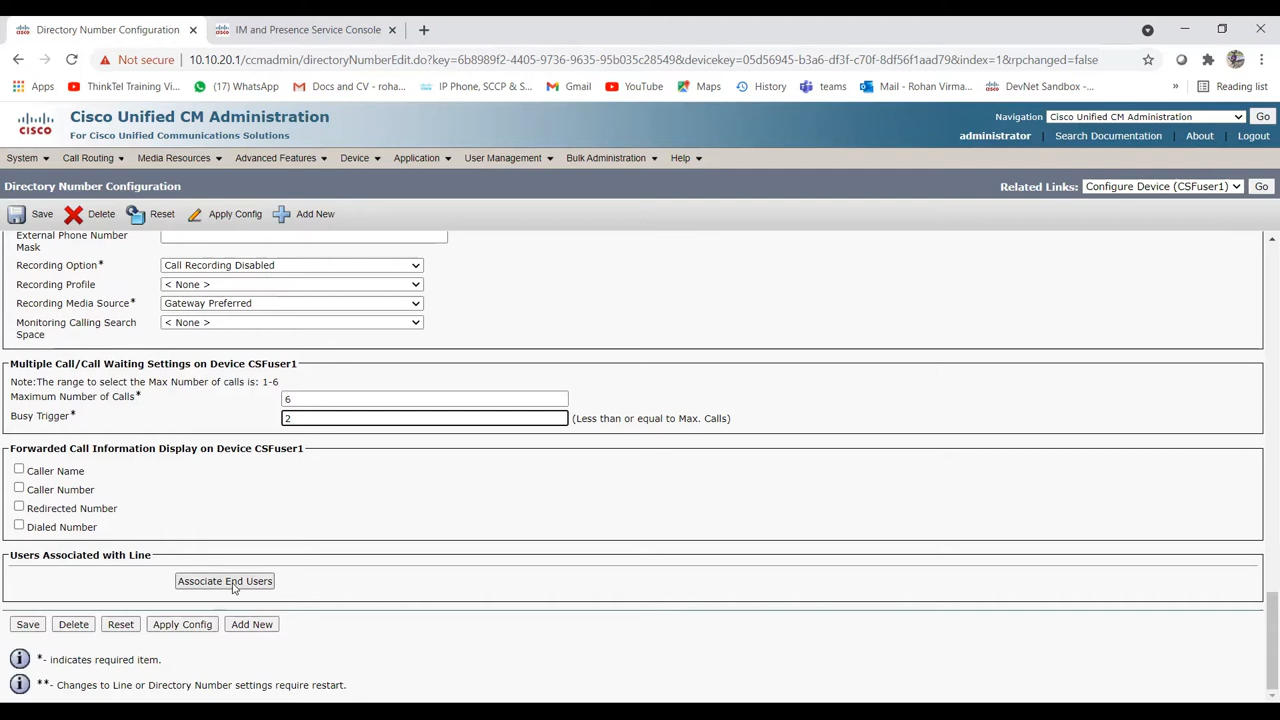 Directory Number Configuration
IM and Presence Service Console
Not secure
10.10.20.1/ccmadmin/directoryNumberEdit.do?key=6b8989f2-4405-5736-9635-95b035c28549&devicekey=05d56945-b3a6-df3f-c70f-8df56f1aad79&index=1&rpchanged=false
Apps
ThinkTel Training Vi...
(17) WhatsApp
Docs and CV - roha...
IP Phone, SCCP & S...
Gmail
YouTube
Maps
History
teams
Mail - Rohan Virma...
DevNet Sandbox -...
»
Reading list
CISCO
Cisco Unified CM Administration
For Cisco Unified Communications Solutions
Navigation Cisco Unified CM Administration Go
administrator Search Documentation About Logout
System Call Routing Media Resources Advanced Features Device Application User Management Bulk Administration Help
Directory Number Configuration
Related Links: Configure Device (CSFuser1) Go
Save Delete Reset Apply Config Add New
External Phone Number
Mask
Recording Option* Call Recording Disabled
Recording Profile < None >
Recording Media Source* Gateway Preferred
Monitoring Calling Search
Space
< None >
Multiple Call/Call Waiting Settings on Device CSFuser1
Note:The range to select the Max Number of calls is: 1-6
Maximum Number of Calls* 6
Busy Trigger* 2 (Less than or equal to Max. Calls)
Forwarded Call Information Display on Device CSFuser1
Caller Name
Caller Number
Redirected Number
Dialed Number
Users Associated with Line
Associate End Users
Save Delete Reset Apply Config Add New
*- indicates required item.
**- Changes to Line or Directory Number settings require restart.